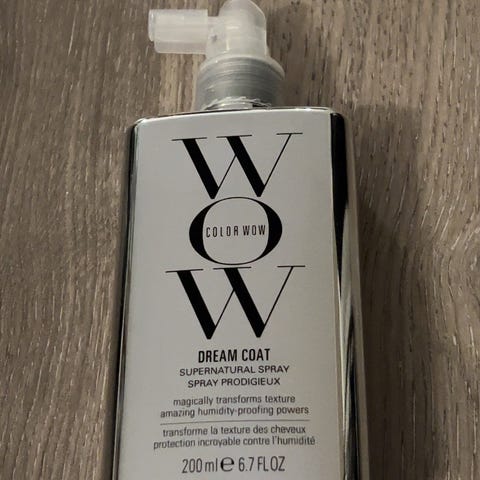 W
COLOR WOW
O
W
DREAM COAT
SUPERNATURAL SPRAY
SPRAY PRODIGIEUX
magically transforms texture
amazing humidity-proofing powers
transforme la texture des cheveux
protection incroyable contre l'humidité
200 ml e 6.7 FL OZ